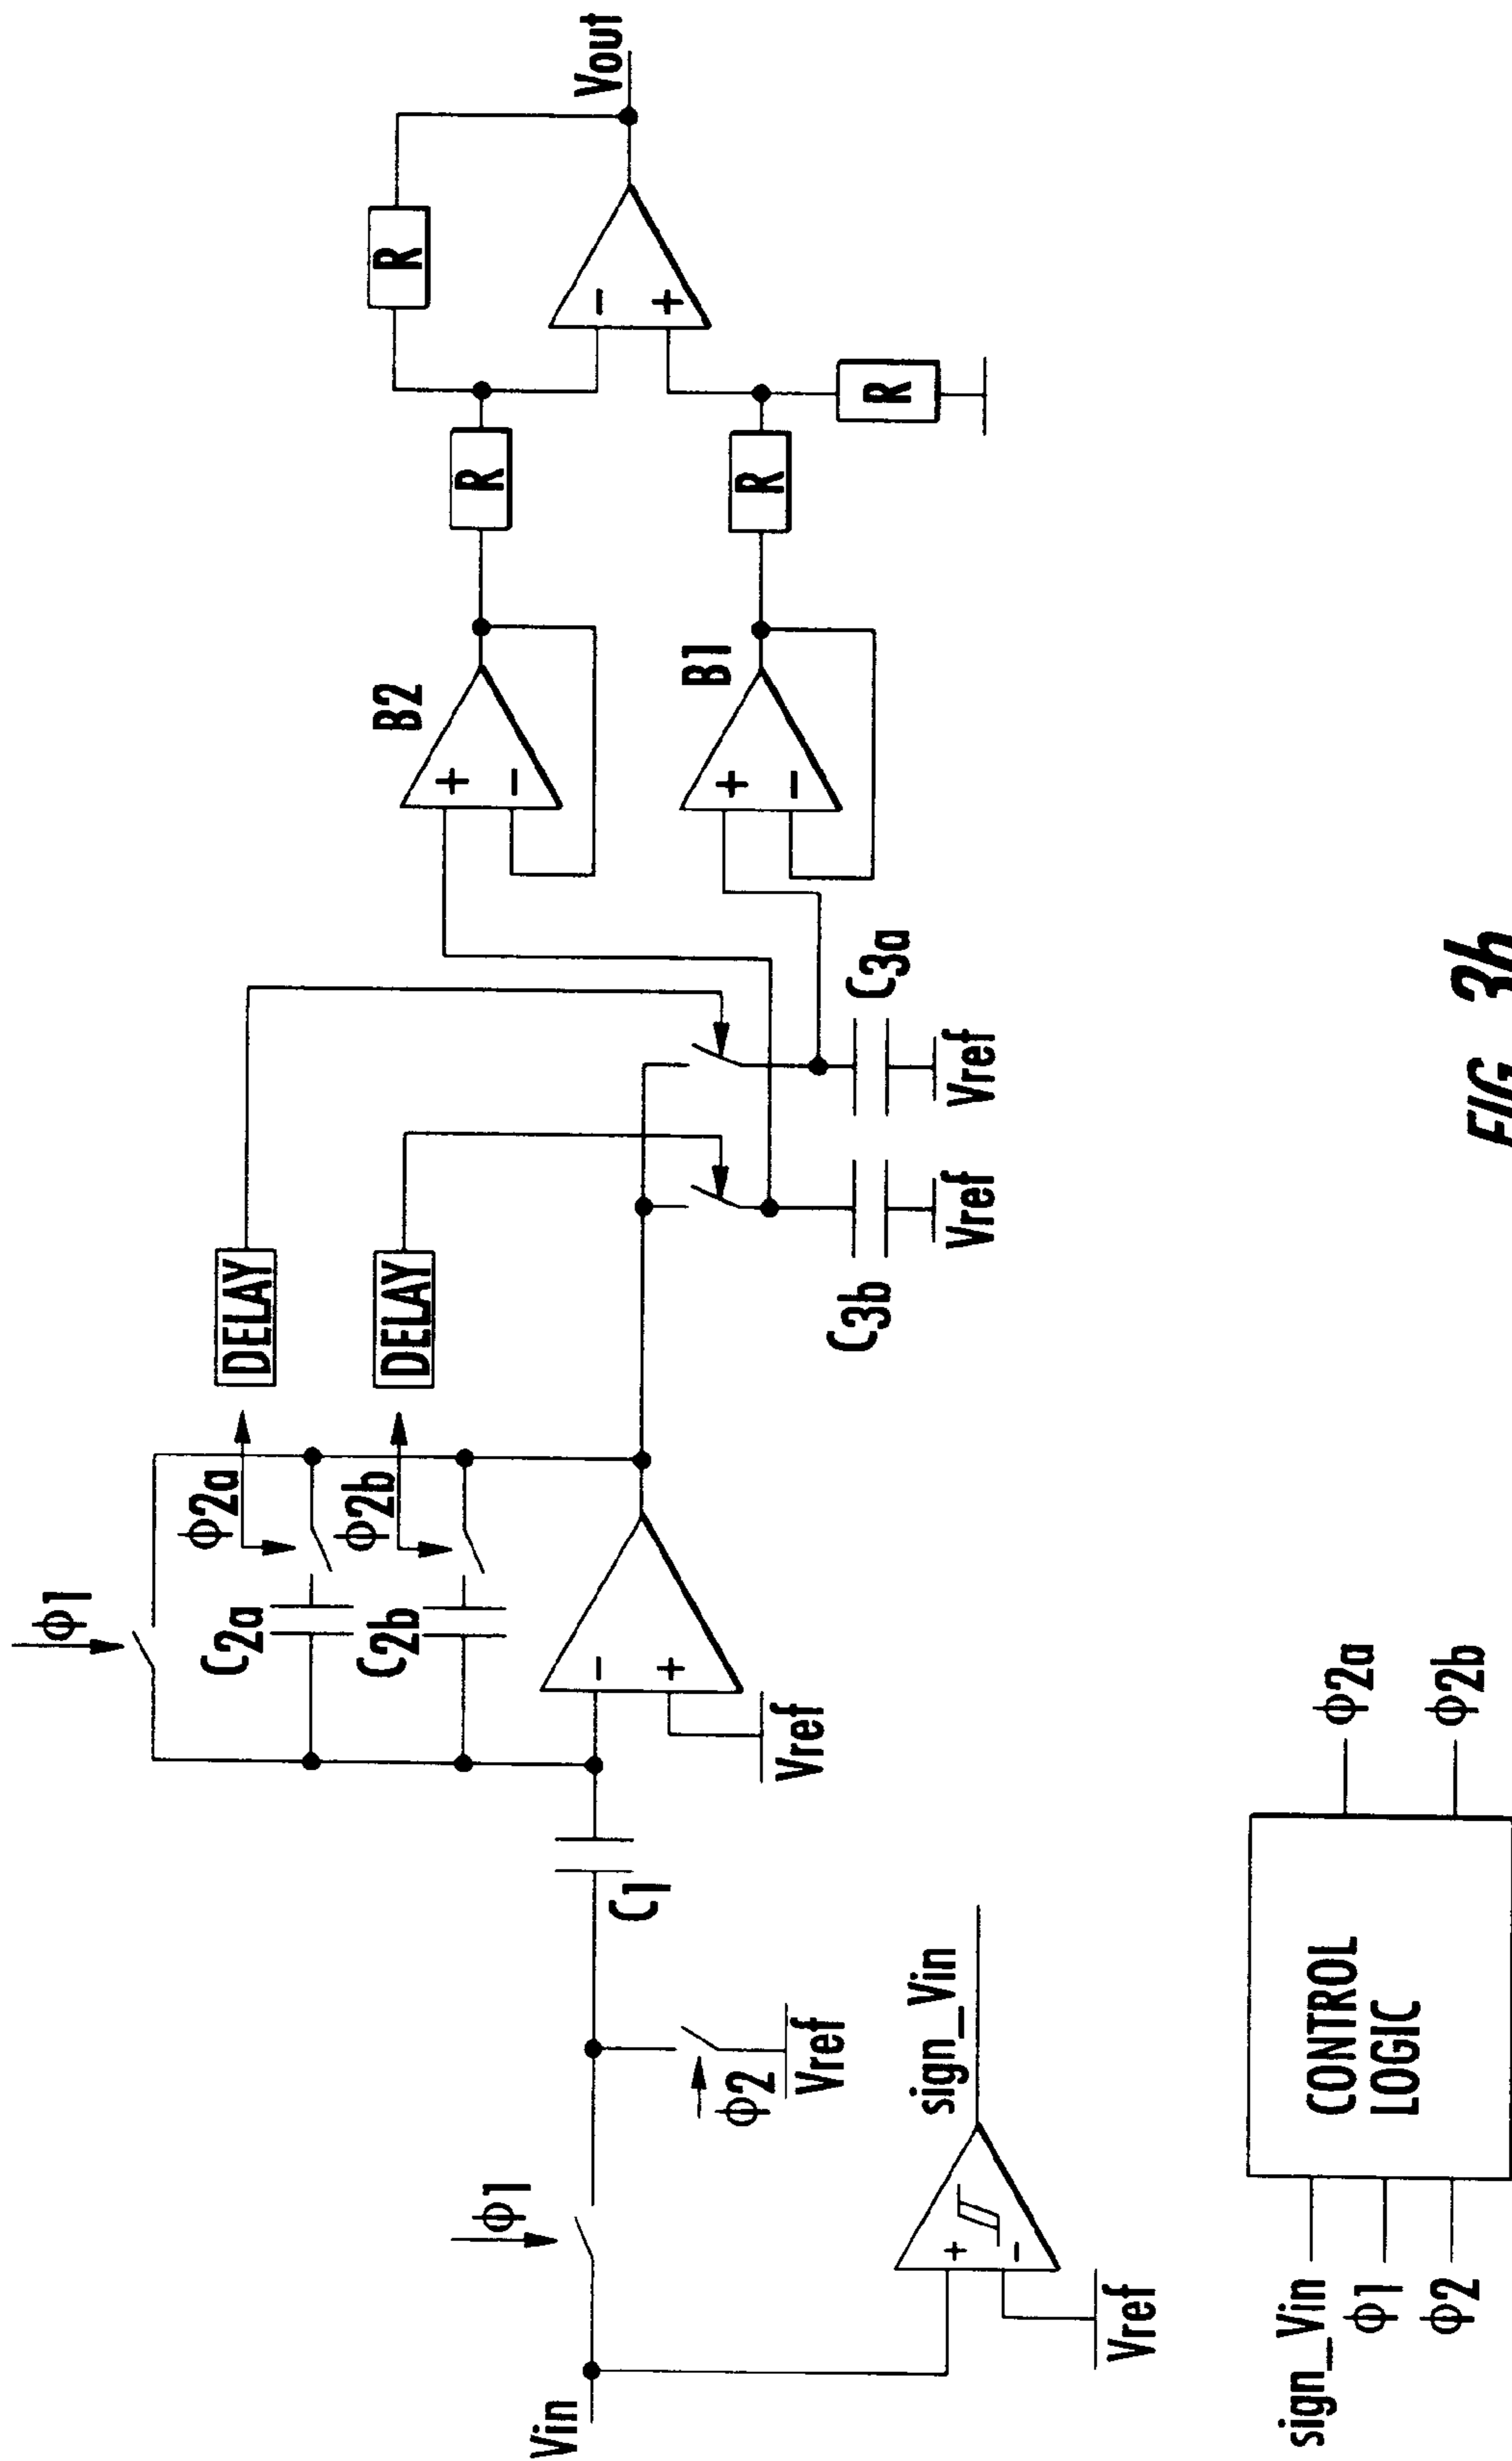 ϕ1
ϕ2a
DELAY
C2a
ϕ2b
DELAY
C2b
B2
R
R
Vout
Vin
ϕ1
C1
ϕ2
Vref
-
+
Vref
C3b
Vref
C3a
Vref
+
-
B1
+
-
R
R
-
+
+
-
Vref
sign_Vin
sign_Vin
ϕ1
ϕ2
CONTROL
LOGIC
ϕ2a
ϕ2b
FIG. 3b